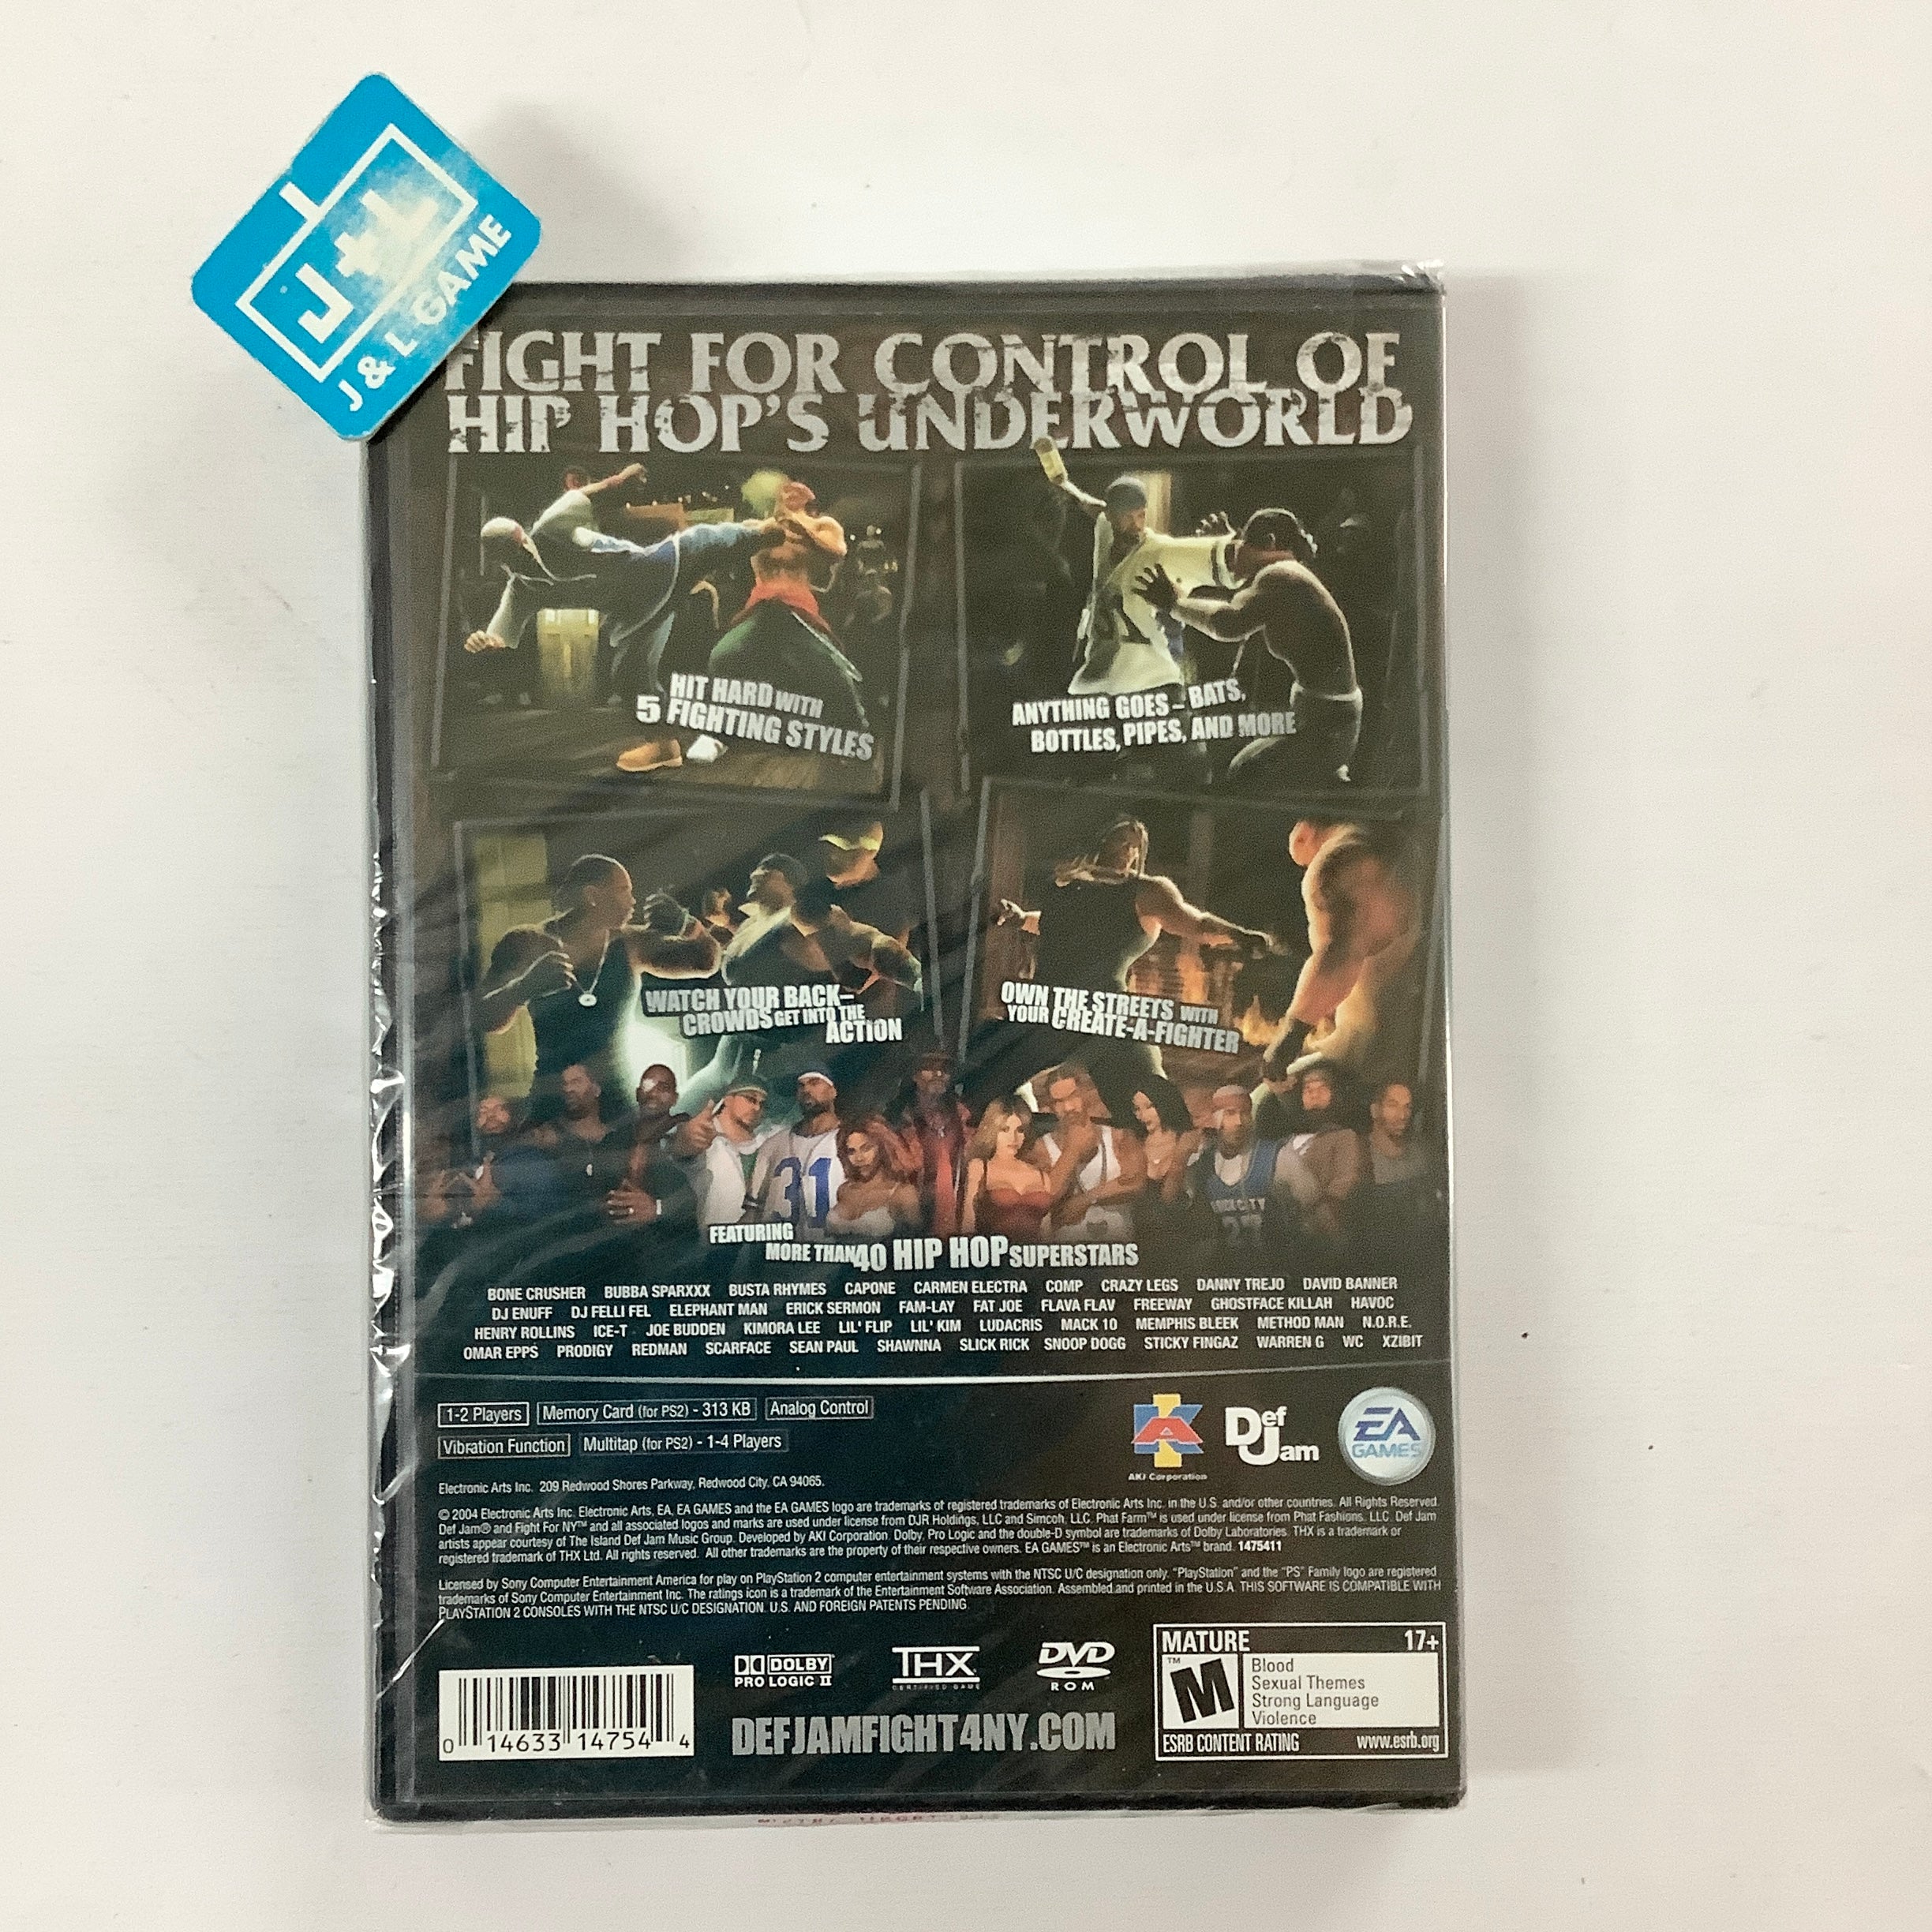 J+L
J & L GAME
FIGHT FOR CONTROL OF
HIP HOP'S UNDERWORLD
HIT HARD WITH
5 FIGHTING STYLES
ANYTHING GOES – BATS,
BOTTLES, PIPES, AND MORE
WATCH YOUR BACK–
CROWDS GET INTO THE
ACTION
OWN THE STREETS WITH
YOUR CREATE-A-FIGHTER
31
FEATURING
MORE THAN 40 HIP HOP SUPERSTARS
BONE CRUSHER BUBBA SPARXXX BUSTA RHYMES CAPONE CARMEN ELECTRA COMP CRAZY LEGS DANNY TREJO DAVID BANNER
DJ ENUFF DJ FELLI FEL ELEPHANT MAN ERICK SERMON FAM-LAY FAT JOE FLAVA FLAV FREEWAY GHOSTFACE KILLAH HAVOC
HENRY ROLLINS ICE-T JOE BUDDEN KIMORA LEE LIL' FLIP LIL' KIM LUDACRIS MACK 10 MEMPHIS BLEEK METHOD MAN N.O.R.E.
OMAR EPPS PRODIGY REDMAN SCARFACE SEAN PAUL SHAWNNA SLICK RICK SNOOP DOGG STICKY FINGAZ WARREN G WC XZIBIT
1-2 Players Memory Card (for PS2) - 313 KB Analog Control
Vibration Function Multitap (for PS2) - 1-4 Players
AKI Corporation
Def Jam
EA GAMES
Electronic Arts Inc. 209 Redwood Shores Parkway, Redwood City, CA 94065.
© 2004 Electronic Arts Inc. Electronic Arts, EA, EA GAMES and the EA GAMES logo are trademarks of registered trademarks of Electronic Arts Inc. in the U.S. and/or other countries. All Rights Reserved.
Def Jam® and Fight For NY™ and all associated logos and marks are used under license from DJR Holdings, LLC and Simcoh, LLC. Phat Farm™ is used under license from Phat Fashions, LLC. Def Jam
artists appear courtesy of The Island Def Jam Music Group. Developed by AKI Corporation. Dolby, Pro Logic and the double-D symbol are trademarks of Dolby Laboratories. THX is a trademark or
registered trademark of THX Ltd. All rights reserved. All other trademarks are the property of their respective owners. EA GAMES™ is an Electronic Arts™ brand. 1475411
Licensed by Sony Computer Entertainment America for play on PlayStation 2 computer entertainment systems with the NTSC U/C designation only. "PlayStation" and the "PS" Family logo are registered
trademarks of Sony Computer Entertainment Inc. The ratings icon is a trademark of the Entertainment Software Association. Assembled and printed in the U.S.A. THIS SOFTWARE IS COMPATIBLE WITH
PLAYSTATION 2 CONSOLES WITH THE NTSC U/C DESIGNATION. U.S. AND FOREIGN PATENTS PENDING.
0 14633 14754 4
DOLBY
PRO LOGIC II
THX
CERTIFIED GAME
DVD
ROM
DEFJAMFIGHT4NY.COM
MATURE 17+
M
Blood
Sexual Themes
Strong Language
Violence
ESRB CONTENT RATING www.esrb.org